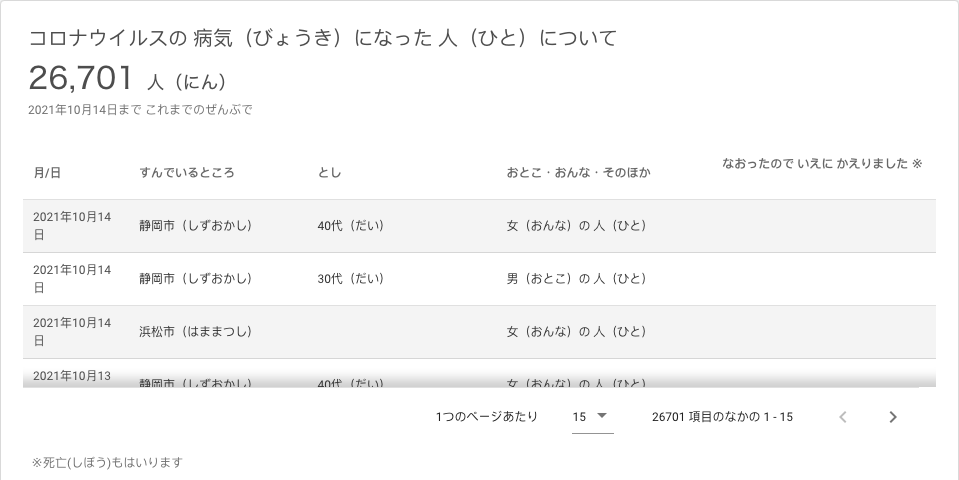 コロナウイルスの 病気（びょうき）になった 人（ひと）について
26,701 人（にん）
2021年10月14日まで これまでのぜんぶで
月/日 すんでいるところ とし おとこ・おんな・そのほか なおったので いえに かえりました ※
2021年10月14日 静岡市（しずおかし） 40代（だい） 女（おんな）の 人（ひと）
2021年10月14日 静岡市（しずおかし） 30代（だい） 男（おとこ）の 人（ひと）
2021年10月14日 浜松市（はままつし） 女（おんな）の 人（ひと）
2021年10月13 静岡市（しずおかし） 40代（だい） 女（おんな）の 人（ひと）
1つのページあたり 15 26701 項目のなかの 1 - 15
※死亡(しぼう)もはいります